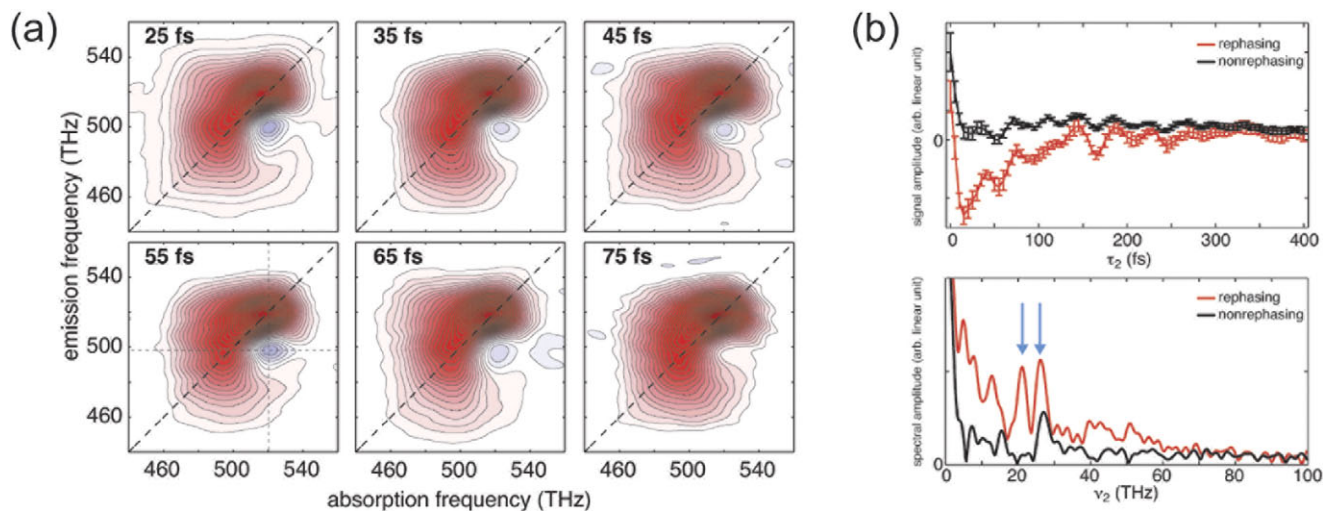 (a)
25 fs
35 fs
45 fs
55 fs
65 fs
75 fs
560
540
500
460
540
500
460
emission frequency (THz)
460 500 540
460 500 540
460 500 540
absorption frequency (THz)
(b)
rephasing
nonrephasing
signal amplitude (arb. linear unit)
0
0 100 200 300 400
τ2 (fs)
rephasing
nonrephasing
spectral amplitude (arb. linear unit)
0
0 20 40 60 80 100
ν2 (THz)